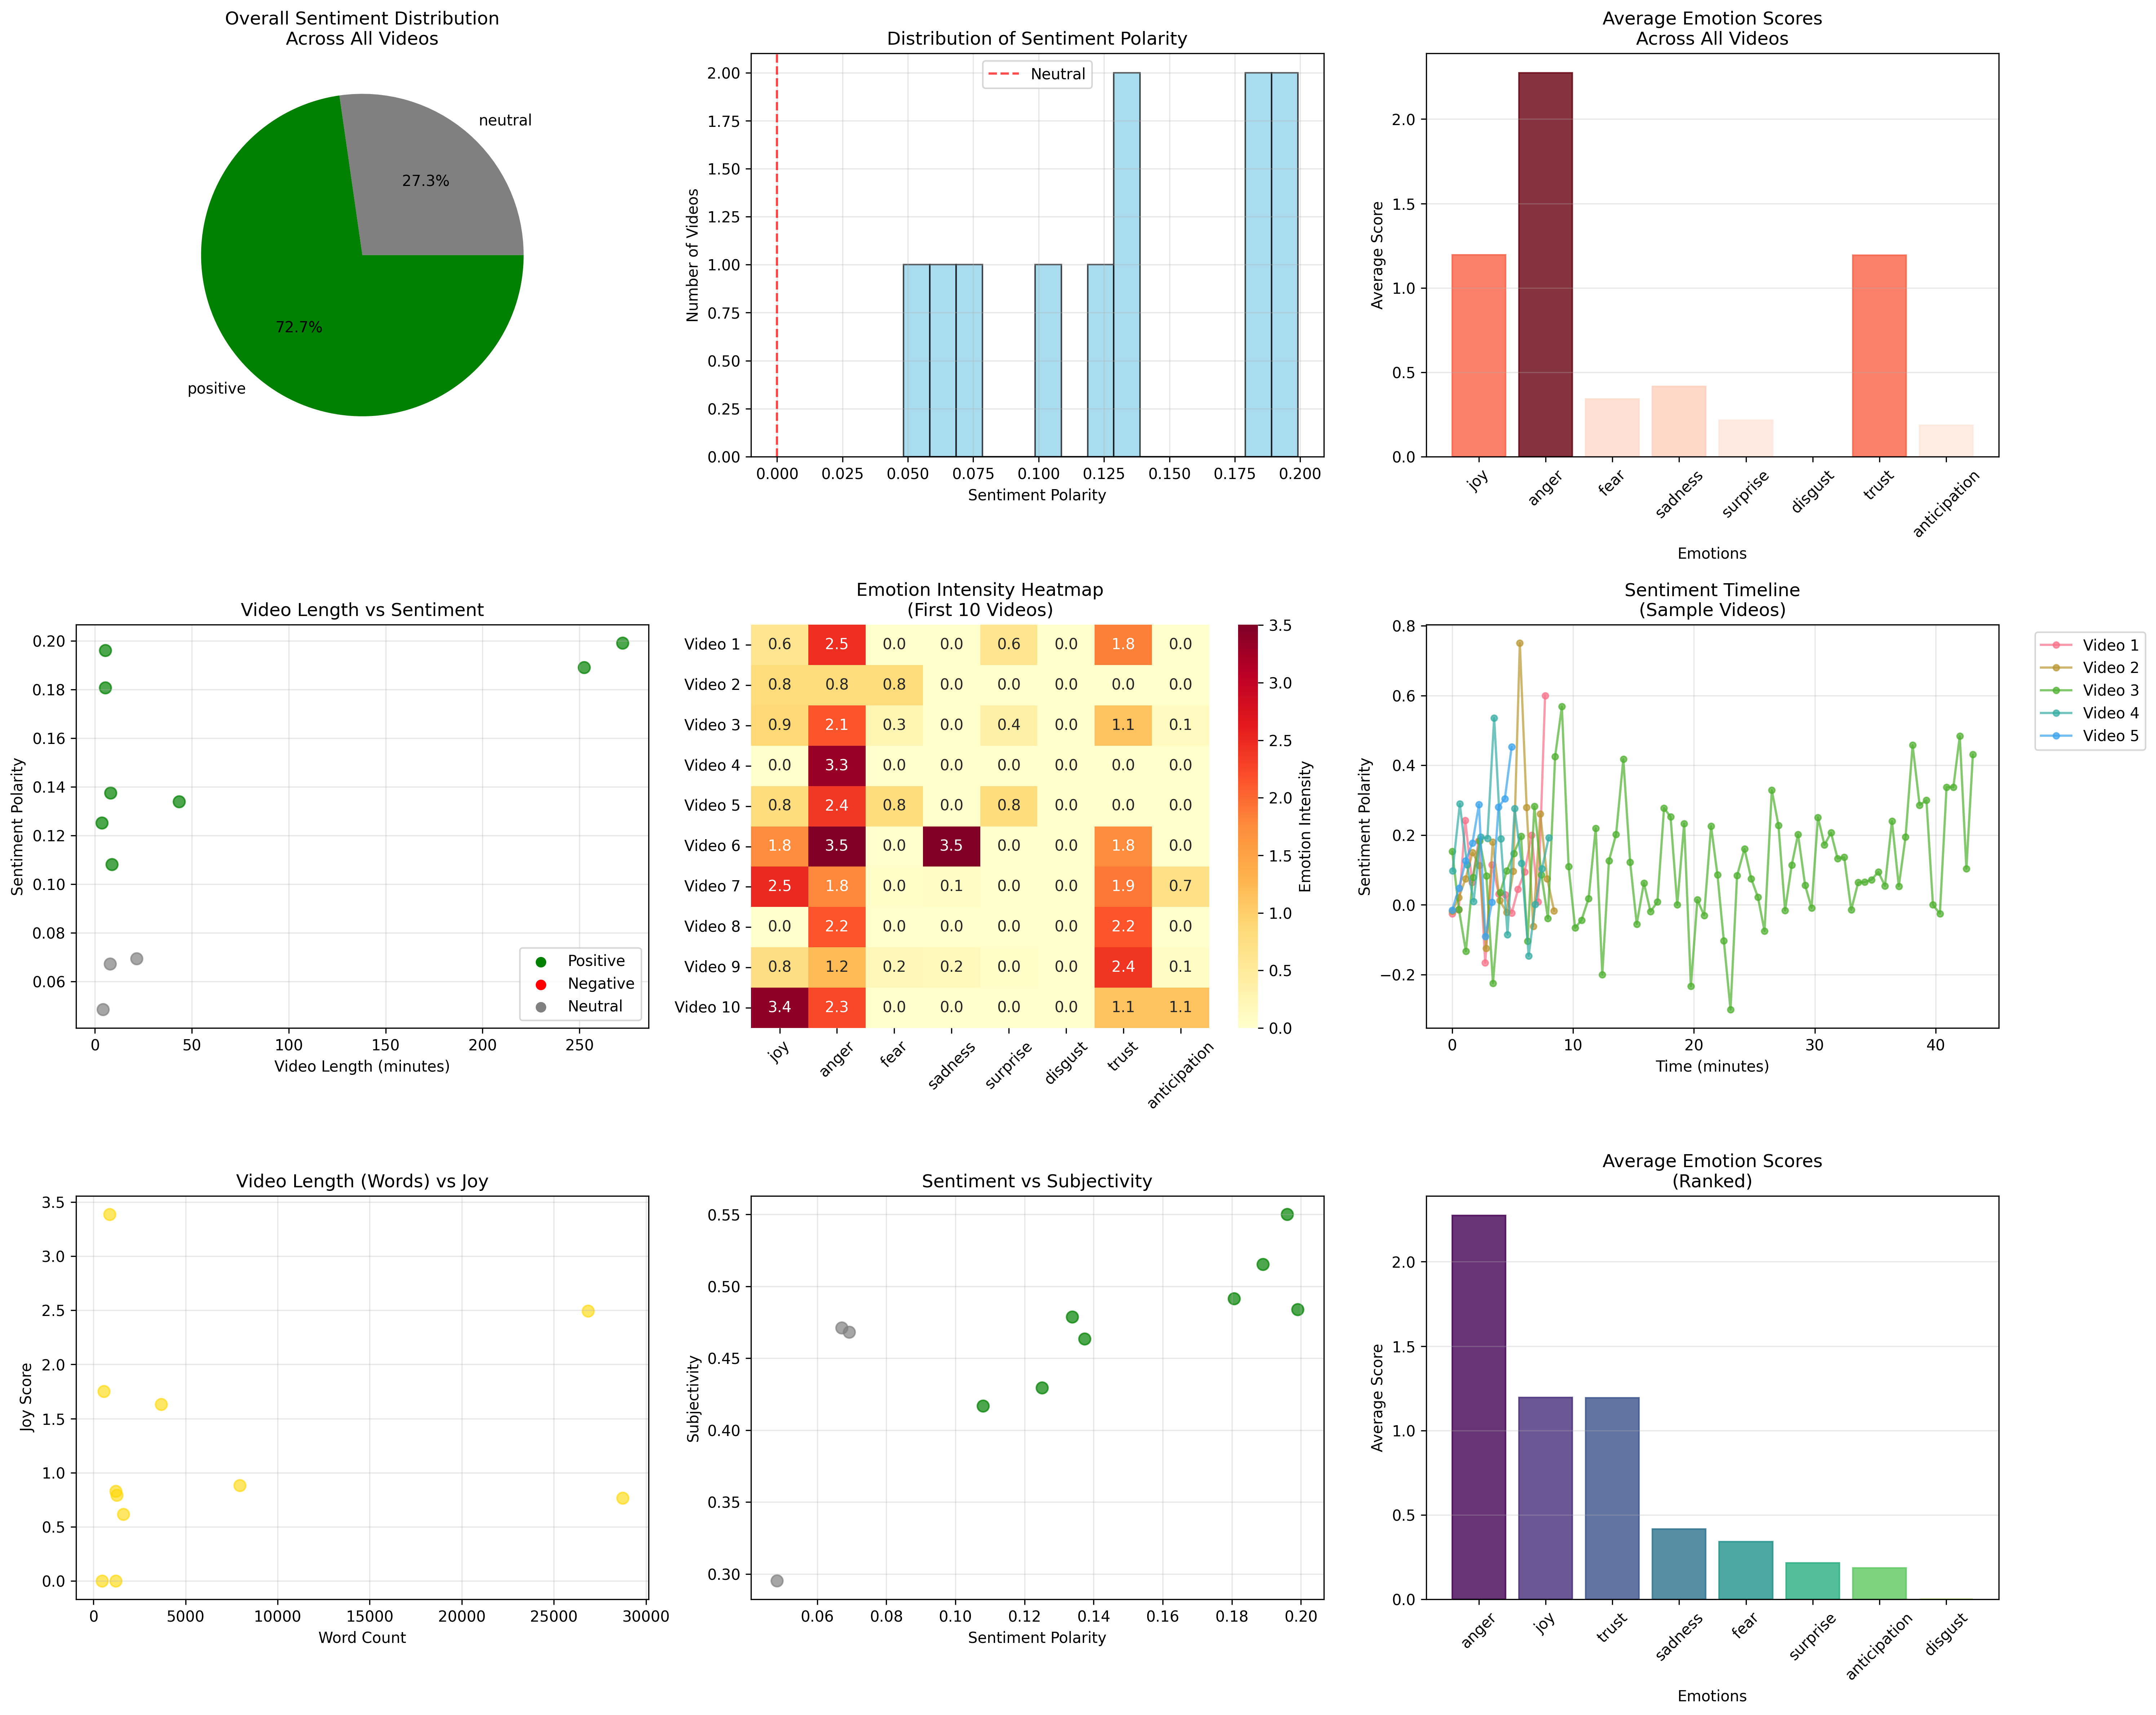 Overall Sentiment Distribution
Across All Videos
neutral
27.3%
72.7%
positive
Distribution of Sentiment Polarity
Neutral
2.00
1.75
1.50
1.25
1.00
0.75
0.50
0.25
0.00
Number of Videos
0.000 0.025 0.050 0.075 0.100 0.125 0.150 0.175 0.200
Sentiment Polarity
Average Emotion Scores
Across All Videos
2.0
1.5
1.0
0.5
0.0
Average Score
joy anger fear sadness surprise disgust trust anticipation
Emotions
Video Length vs Sentiment
0.20
0.18
0.16
0.14
0.12
0.10
0.08
0.06
Sentiment Polarity
Positive
Negative
Neutral
0 50 100 150 200 250
Video Length (minutes)
Emotion Intensity Heatmap
(First 10 Videos)
Video 1 0.6 2.5 0.0 0.0 0.6 0.0 1.8 0.0
Video 2 0.8 0.8 0.8 0.0 0.0 0.0 0.0 0.0
Video 3 0.9 2.1 0.3 0.0 0.4 0.0 1.1 0.1
Video 4 0.0 3.3 0.0 0.0 0.0 0.0 0.0 0.0
Video 5 0.8 2.4 0.8 0.0 0.8 0.0 0.0 0.0
Video 6 1.8 3.5 0.0 3.5 0.0 0.0 1.8 0.0
Video 7 2.5 1.8 0.0 0.1 0.0 0.0 1.9 0.7
Video 8 0.0 2.2 0.0 0.0 0.0 0.0 2.2 0.0
Video 9 0.8 1.2 0.2 0.2 0.0 0.0 2.4 0.1
Video 10 3.4 2.3 0.0 0.0 0.0 0.0 1.1 1.1
joy anger fear sadness surprise disgust trust anticipation
3.5
3.0
2.5
2.0
1.5
1.0
0.5
0.0
Emotion Intensity
Sentiment Timeline
(Sample Videos)
0.8
0.6
0.4
0.2
0.0
−0.2
Sentiment Polarity
0 10 20 30 40
Time (minutes)
Video 1
Video 2
Video 3
Video 4
Video 5
Video Length (Words) vs Joy
3.5
3.0
2.5
2.0
1.5
1.0
0.5
0.0
Joy Score
0 5000 10000 15000 20000 25000 30000
Word Count
Sentiment vs Subjectivity
0.55
0.50
0.45
0.40
0.35
0.30
Subjectivity
0.06 0.08 0.10 0.12 0.14 0.16 0.18 0.20
Sentiment Polarity
Average Emotion Scores
(Ranked)
2.0
1.5
1.0
0.5
0.0
Average Score
anger joy trust sadness fear surprise anticipation disgust
Emotions